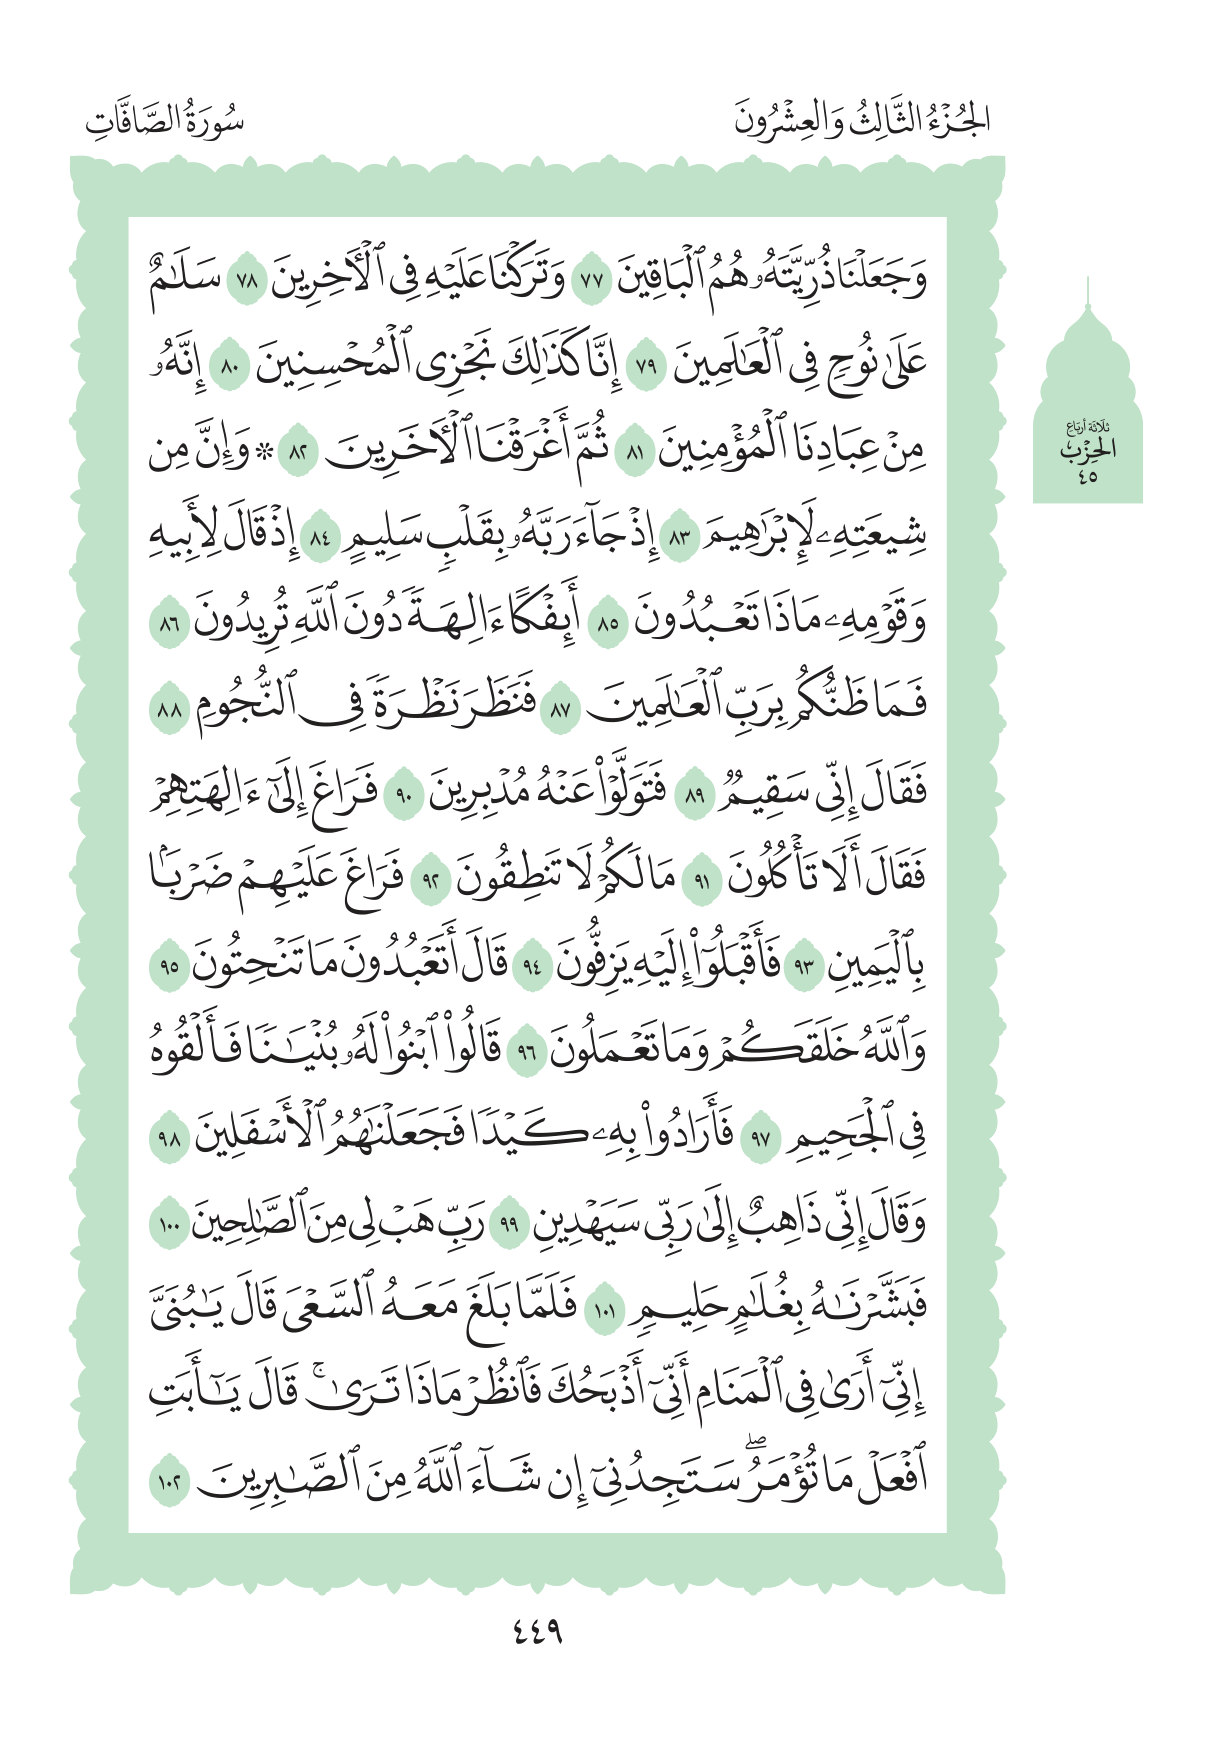 الجُزْءُ الثَّالِثُ وَالعِشْرُونَ
سُورَةُ الصَّافَّاتِ
وَجَعَلۡنَا ذُرِّيَّتَهُۥ هُمُ ٱلۡبَاقِينَ ٧٧ وَتَرَكۡنَا عَلَيۡهِ فِي ٱلۡأٓخِرِينَ ٧٨ سَلَٰمٌ
عَلَىٰ نُوحٖ فِي ٱلۡعَٰلَمِينَ ٧٩ إِنَّا كَذَٰلِكَ نَجۡزِي ٱلۡمُحۡسِنِينَ ٨٠ إِنَّهُۥ
مِنۡ عِبَادِنَا ٱلۡمُؤۡمِنِينَ ٨١ ثُمَّ أَغۡرَقۡنَا ٱلۡأٓخَرِينَ ٨٢ ۞ وَإِنَّ مِن
شِيعَتِهِۦ لَإِبۡرَٰهِيمَ ٨٣ إِذۡ جَآءَ رَبَّهُۥ بِقَلۡبٖ سَلِيمٍ ٨٤ إِذۡ قَالَ لِأَبِيهِ
وَقَوۡمِهِۦ مَاذَا تَعۡبُدُونَ ٨٥ أَئِفۡكًا ءَالِهَةٗ دُونَ ٱللَّهِ تُرِيدُونَ ٨٦
فَمَا ظَنُّكُم بِرَبِّ ٱلۡعَٰلَمِينَ ٨٧ فَنَظَرَ نَظۡرَةٗ فِي ٱلنُّجُومِ ٨٨
فَقَالَ إِنِّي سَقِيمٞ ٨٩ فَتَوَلَّوۡاْ عَنۡهُ مُدۡبِرِينَ ٩٠ فَرَاغَ إِلَىٰٓ ءَالِهَتِهِمۡ
فَقَالَ أَلَا تَأۡكُلُونَ ٩١ مَا لَكُمۡ لَا تَنطِقُونَ ٩٢ فَرَاغَ عَلَيۡهِمۡ ضَرۡبَۢا
بِٱلۡيَمِينِ ٩٣ فَأَقۡبَلُوٓاْ إِلَيۡهِ يَزِفُّونَ ٩٤ قَالَ أَتَعۡبُدُونَ مَا تَنۡحِتُونَ ٩٥
وَٱللَّهُ خَلَقَكُمۡ وَمَا تَعۡمَلُونَ ٩٦ قَالُواْ ٱبۡنُواْ لَهُۥ بُنۡيَٰنٗا فَأَلۡقُوهُ
فِي ٱلۡجَحِيمِ ٩٧ فَأَرَادُواْ بِهِۦ كَيۡدٗا فَجَعَلۡنَٰهُمُ ٱلۡأَسۡفَلِينَ ٩٨
وَقَالَ إِنِّي ذَاهِبٌ إِلَىٰ رَبِّي سَيَهۡدِينِ ٩٩ رَبِّ هَبۡ لِي مِنَ ٱلصَّٰلِحِينَ ١٠٠
فَبَشَّرۡنَٰهُ بِغُلَٰمٍ حَلِيمٖ ١٠١ فَلَمَّا بَلَغَ مَعَهُ ٱلسَّعۡيَ قَالَ يَٰبُنَيَّ
إِنِّيٓ أَرَىٰ فِي ٱلۡمَنَامِ أَنِّيٓ أَذۡبَحُكَ فَٱنظُرۡ مَاذَا تَرَىٰۚ قَالَ يَٰٓأَبَتِ
ٱفۡعَلۡ مَا تُؤۡمَرُۖ سَتَجِدُنِيٓ إِن شَآءَ ٱللَّهُ مِنَ ٱلصَّٰبِرِينَ ١٠٢
ثَلَاثَة أَربَاع
الحِزْب
٤٥
٤٤٩